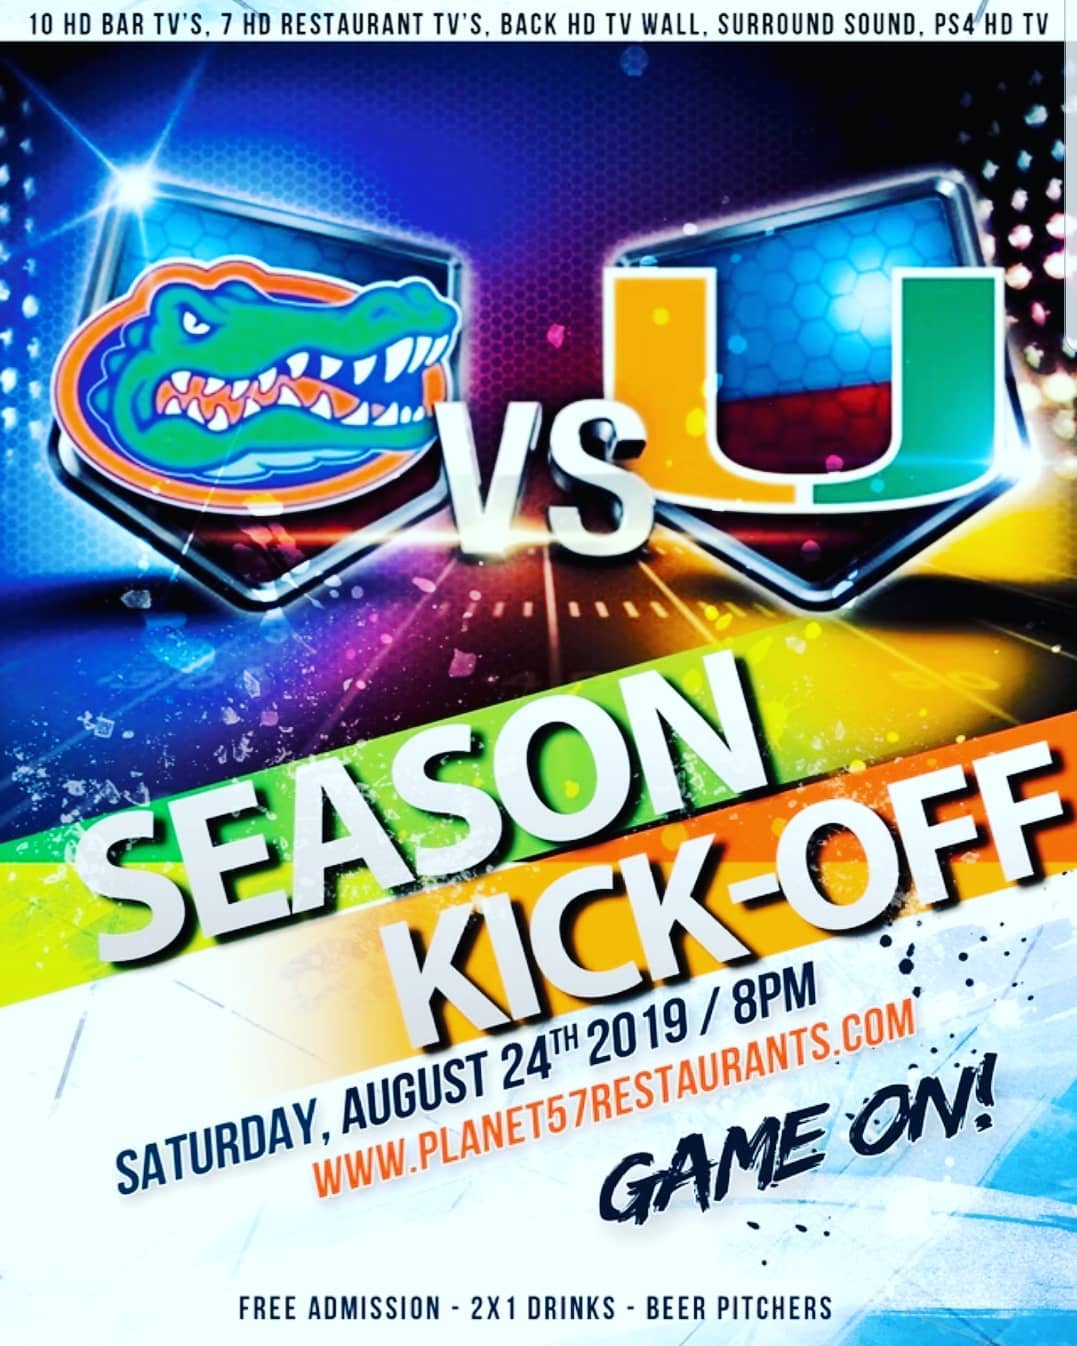 10 HD BAR TV'S, 7 HD RESTAURANT TV'S, BACK HD TV WALL, SURROUND SOUND, PS4 HD TV
VS
U
SEASON
KICK-OFF
SATURDAY, AUGUST 24TH 2019 / 8PM
WWW.PLANET57RESTAURANTS.COM
GAME ON!
FREE ADMISSION - 2X1 DRINKS - BEER PITCHERS